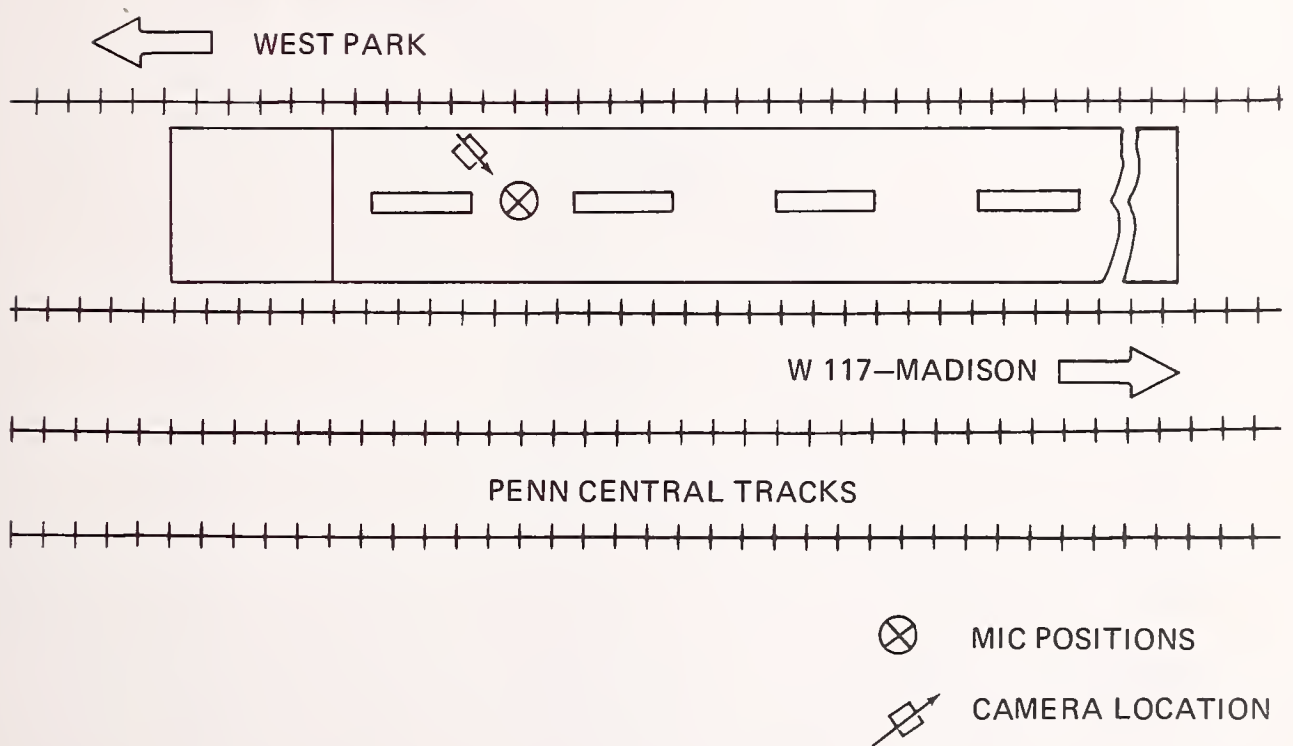 WEST PARK
W 117—MADISON
PENN CENTRAL TRACKS
MIC POSITIONS
CAMERA LOCATION